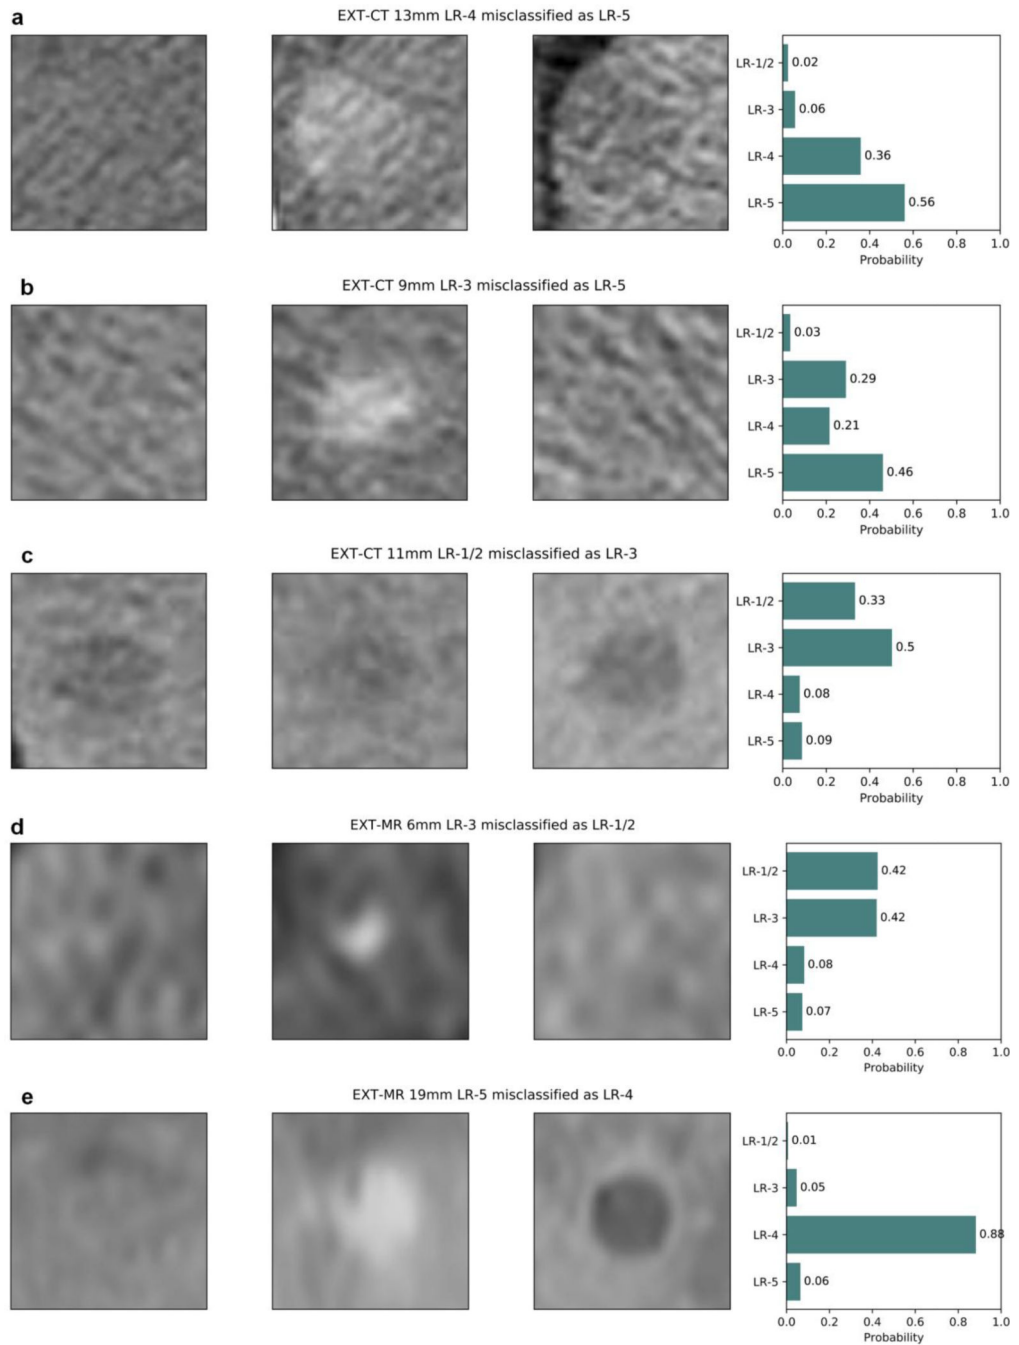 a
EXT-CT 13mm LR-4 misclassified as LR-5
LR-1/2 0.02
LR-3 0.06
LR-4 0.36
LR-5 0.56
0.0 0.2 0.4 0.6 0.8 1.0
Probability
b
EXT-CT 9mm LR-3 misclassified as LR-5
LR-1/2 0.03
LR-3 0.29
LR-4 0.21
LR-5 0.46
0.0 0.2 0.4 0.6 0.8 1.0
Probability
c
EXT-CT 11mm LR-1/2 misclassified as LR-3
LR-1/2 0.33
LR-3 0.5
LR-4 0.08
LR-5 0.09
0.0 0.2 0.4 0.6 0.8 1.0
Probability
d
EXT-MR 6mm LR-3 misclassified as LR-1/2
LR-1/2 0.42
LR-3 0.42
LR-4 0.08
LR-5 0.07
0.0 0.2 0.4 0.6 0.8 1.0
Probability
e
EXT-MR 19mm LR-5 misclassified as LR-4
LR-1/2 0.01
LR-3 0.05
LR-4 0.88
LR-5 0.06
0.0 0.2 0.4 0.6 0.8 1.0
Probability